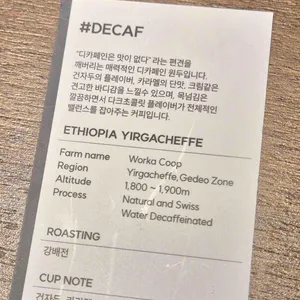 #DECAF
"디카페인은 맛이 없다" 라는 편견을
깨버리는 매력적인 디카페인 원두입니다.
건자두의 플레이버, 카라멜의 단맛, 크림같은
견고한 바디감을 느낄수 있으며, 목넘김은
깔끔하면서 다크초콜릿 플레이버가 전체적인
밸런스를 잡아주는 커피입니다.
ETHIOPIA YIRGACHEFFE
Farm name Worka Coop
Region Yirgacheffe, Gedeo Zone
Altitude 1,800 ~ 1,900m
Process Natural and Swiss
Water Decaffeinated
ROASTING
강배전
CUP NOTE
건자두,